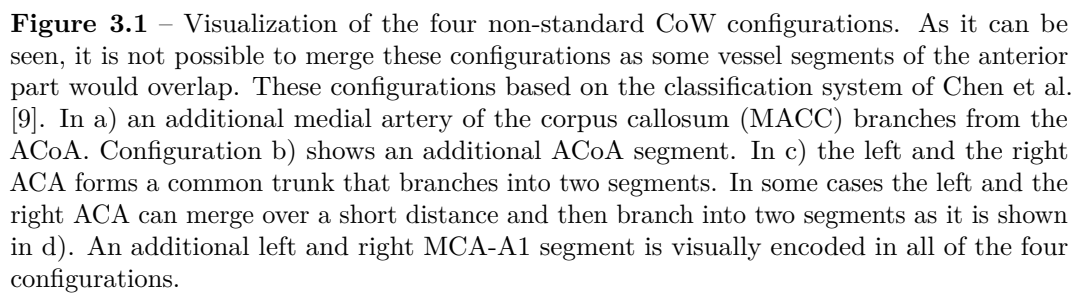 Figure 3.1 – Visualization of the four non-standard CoW configurations. As it can be
seen, it is not possible to merge these configurations as some vessel segments of the anterior
part would overlap. These configurations based on the classification system of Chen et al.
[9]. In a) an additional medial artery of the corpus callosum (MACC) branches from the
ACoA. Configuration b) shows an additional ACoA segment. In c) the left and the right
ACA forms a common trunk that branches into two segments. In some cases the left and the
right ACA can merge over a short distance and then branch into two segments as it is shown
in d). An additional left and right MCA-A1 segment is visually encoded in all of the four
configurations.